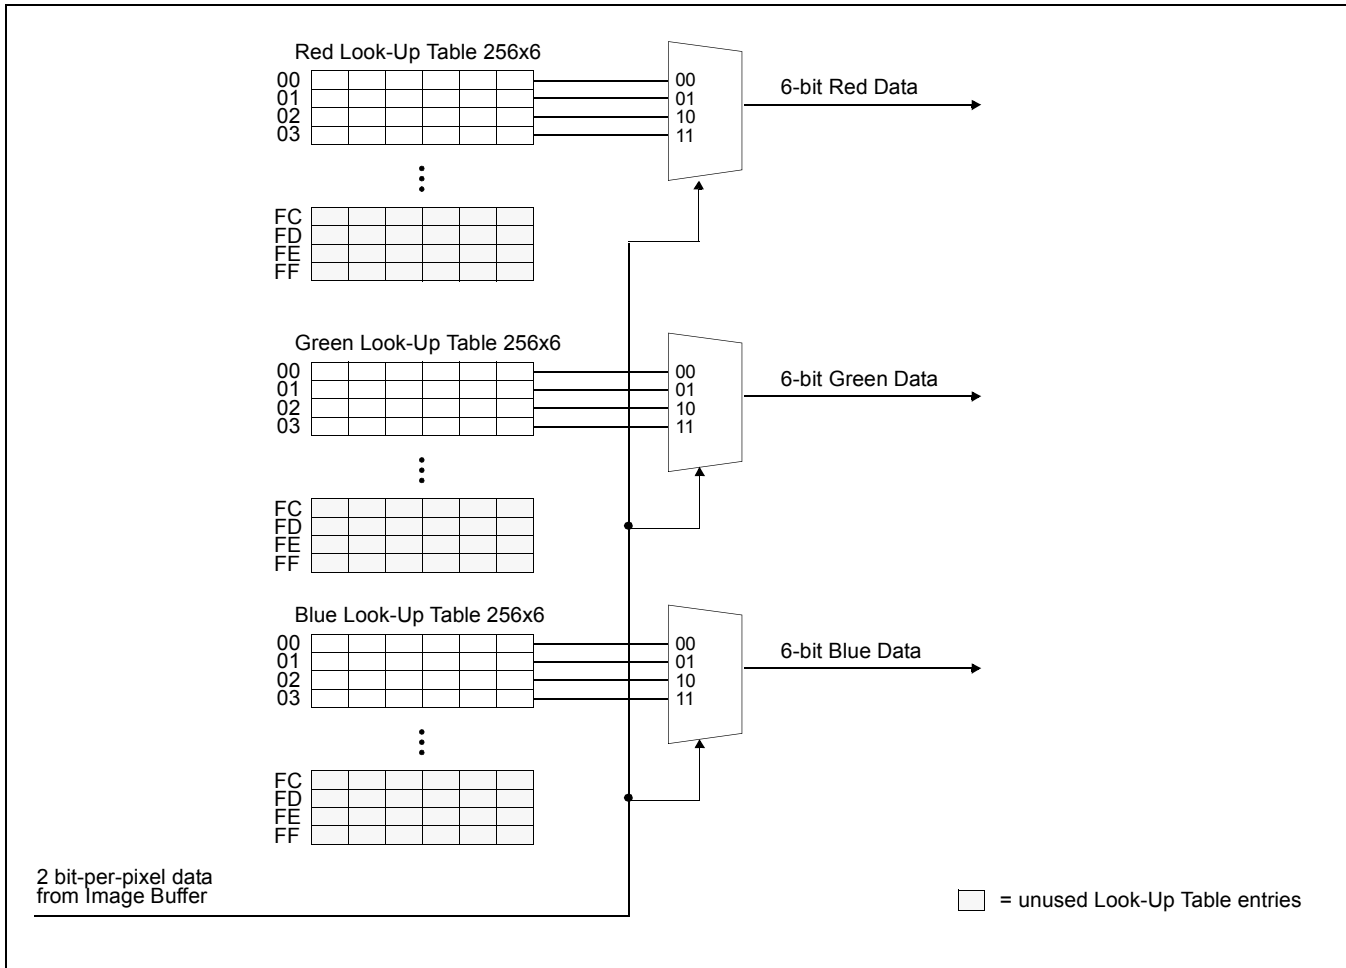 Red Look-Up Table 256x6
00
01
02
03
00
01
10
11
6-bit Red Data
FC
FD
FE
FF
Green Look-Up Table 256x6
00
01
02
03
00
01
10
11
6-bit Green Data
FC
FD
FE
FF
Blue Look-Up Table 256x6
00
01
02
03
00
01
10
11
6-bit Blue Data
FC
FD
FE
FF
2 bit-per-pixel data
from Image Buffer
= unused Look-Up Table entries